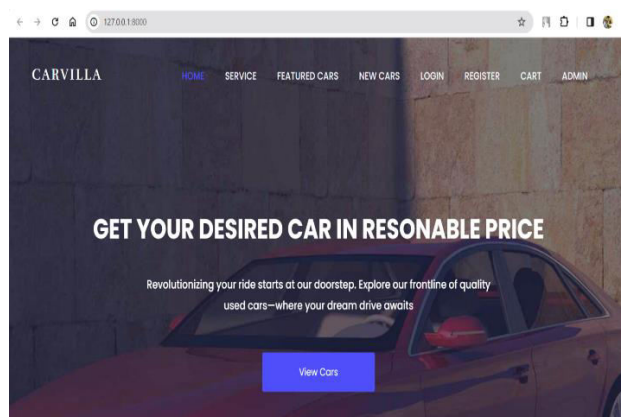 127.0.0.1:8000
CARVILLA HOME SERVICE FEATURED CARS NEW CARS LOGIN REGISTER CART ADMIN
GET YOUR DESIRED CAR IN RESONABLE PRICE
Revolutionizing your ride starts at our doorstep. Explore our frontline of quality
used cars—where your dream drive awaits
View Cars